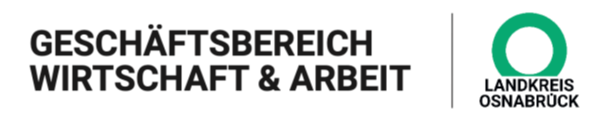 GESCHÄFTSBEREICH
WIRTSCHAFT & ARBEIT
LANDKREIS
OSNABRÜCK